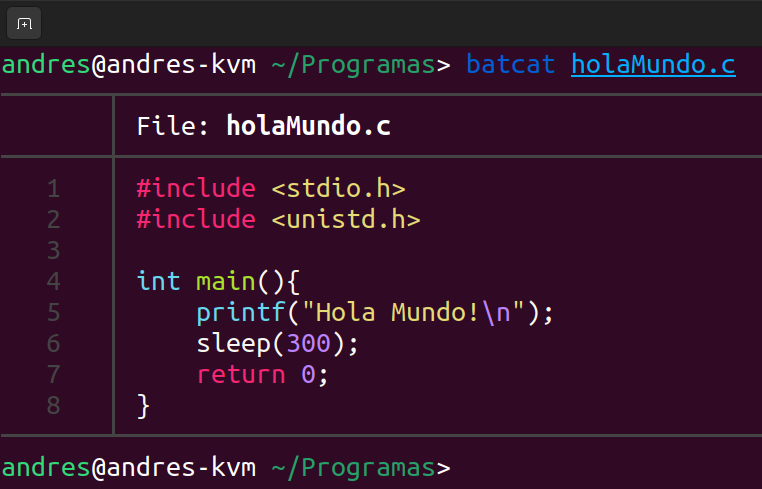 andres@andres-kvm ~/Programas> batcat holaMundo.c
File: holaMundo.c
1 #include <stdio.h>
2 #include <unistd.h>
3
4 int main(){
5     printf("Hola Mundo!\n");
6     sleep(300);
7     return 0;
8 }
andres@andres-kvm ~/Programas>